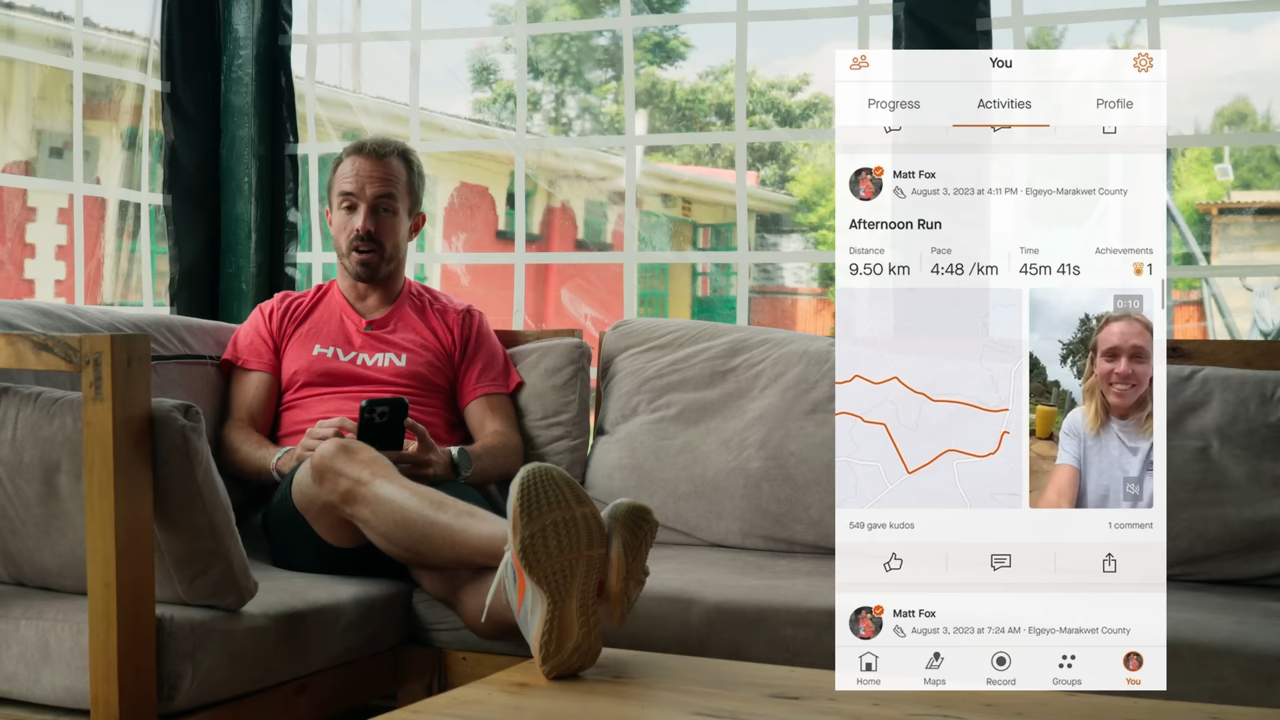 HVMN
You
Progress
Activities
Profile
Matt Fox
August 3, 2023 at 4:11 PM · Elgeyo-Marakwet County
Afternoon Run
Distance
Pace
Time
Achievements
9.50 km
4:48 /km
45m 41s
1
0:10
549 gave kudos
1 comment
Matt Fox
August 3, 2023 at 7:24 AM · Elgeyo-Marakwet County
Home
Maps
Record
Groups
You